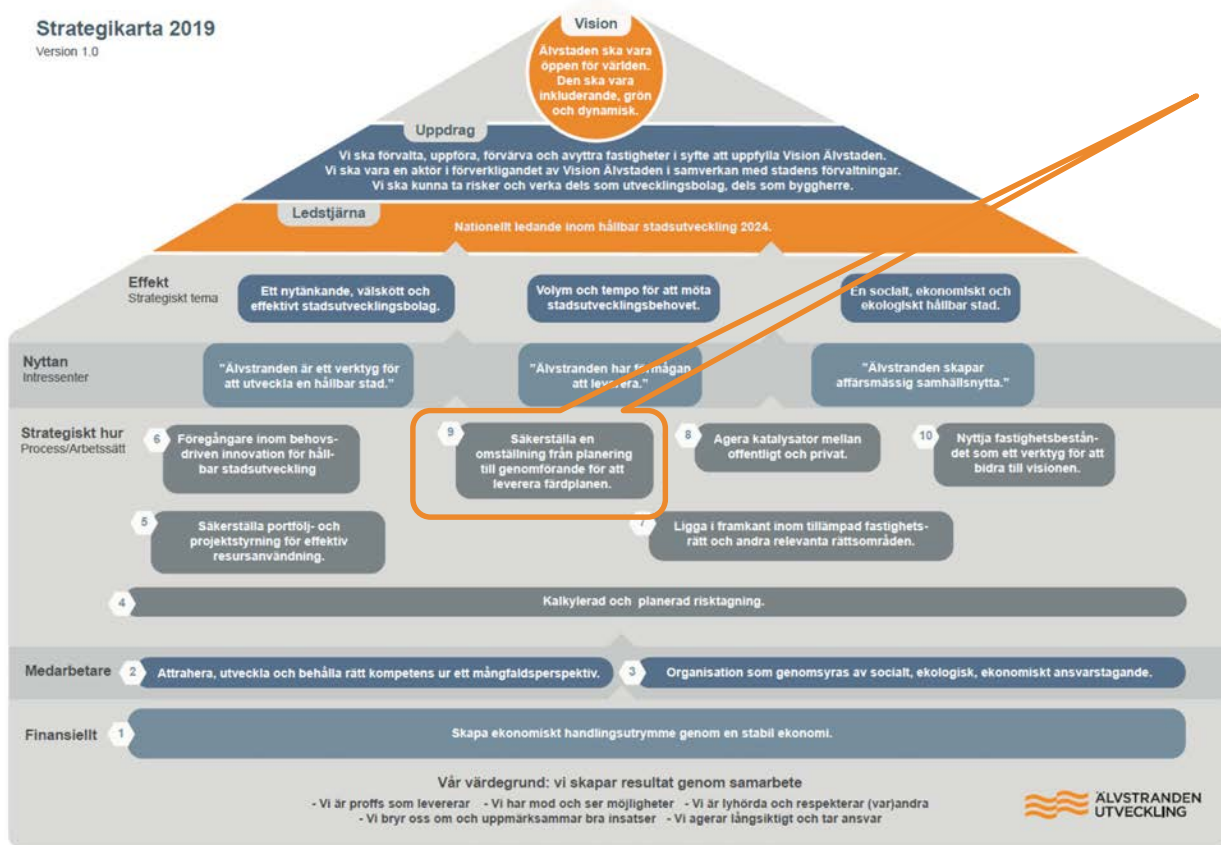 Strategikarta 2019
Version 1.0
Vision
Älvstaden ska vara
öppen för världen.
Den ska vara
inkluderande, grön
och dynamisk.
Uppdrag
Vi ska förvalta, uppföra, förvärva och avyttra fastigheter i syfte att uppfylla Vision Älvstaden.
Vi ska vara en aktör i förverkligandet av Vision Älvstaden i samverkan med stadens förvaltningar.
Vi ska kunna ta risker och verka dels som utvecklingsbolag, dels som byggherre.
Ledstjärna
Nationellt ledande inom hållbar stadsutveckling 2024.
Effekt
Strategiskt tema
Ett nytänkande, välskött och
effektivt stadsutvecklingsbolag.
Volym och tempo för att möta
stadsutvecklingsbehovet.
En socialt, ekonomiskt och
ekologiskt hållbar stad.
Nyttan
Intressenter
"Älvstranden är ett verktyg för
att utveckla en hållbar stad."
"Älvstranden har förmågan
att leverera."
"Älvstranden skapar
affärsmässig samhällsnytta."
Strategiskt hur
Process/Arbetssätt
6
Föregångare inom behovs-
driven innovation för håll-
bar stadsutveckling
9
Säkerställa en
omställning från planering
till genomförande för att
leverera färdplanen.
8
Agera katalysator mellan
offentligt och privat.
10
Nyttja fastighetsbestån-
det som ett verktyg för att
bidra till visionen.
5
Säkerställa portfölj- och
projektstyrning för effektiv
resursanvändning.
7
Ligga i framkant inom tillämpad fastighets-
rätt och andra relevanta rättsområden.
4
Kalkylerad och planerad risktagning.
Medarbetare
2
Attrahera, utveckla och behålla rätt kompetens ur ett mångfaldsperspektiv.
3
Organisation som genomsyras av socialt, ekologisk, ekonomiskt ansvarstagande.
Finansiellt
1
Skapa ekonomiskt handlingsutrymme genom en stabil ekonomi.
Vår värdegrund: vi skapar resultat genom samarbete
- Vi är proffs som levererar - Vi har mod och ser möjligheter - Vi är lyhörda och respekterar (var)andra
- Vi bryr oss om och uppmärksammar bra insatser - Vi agerar långsiktigt och tar ansvar
ÄLVSTRANDEN
UTVECKLING